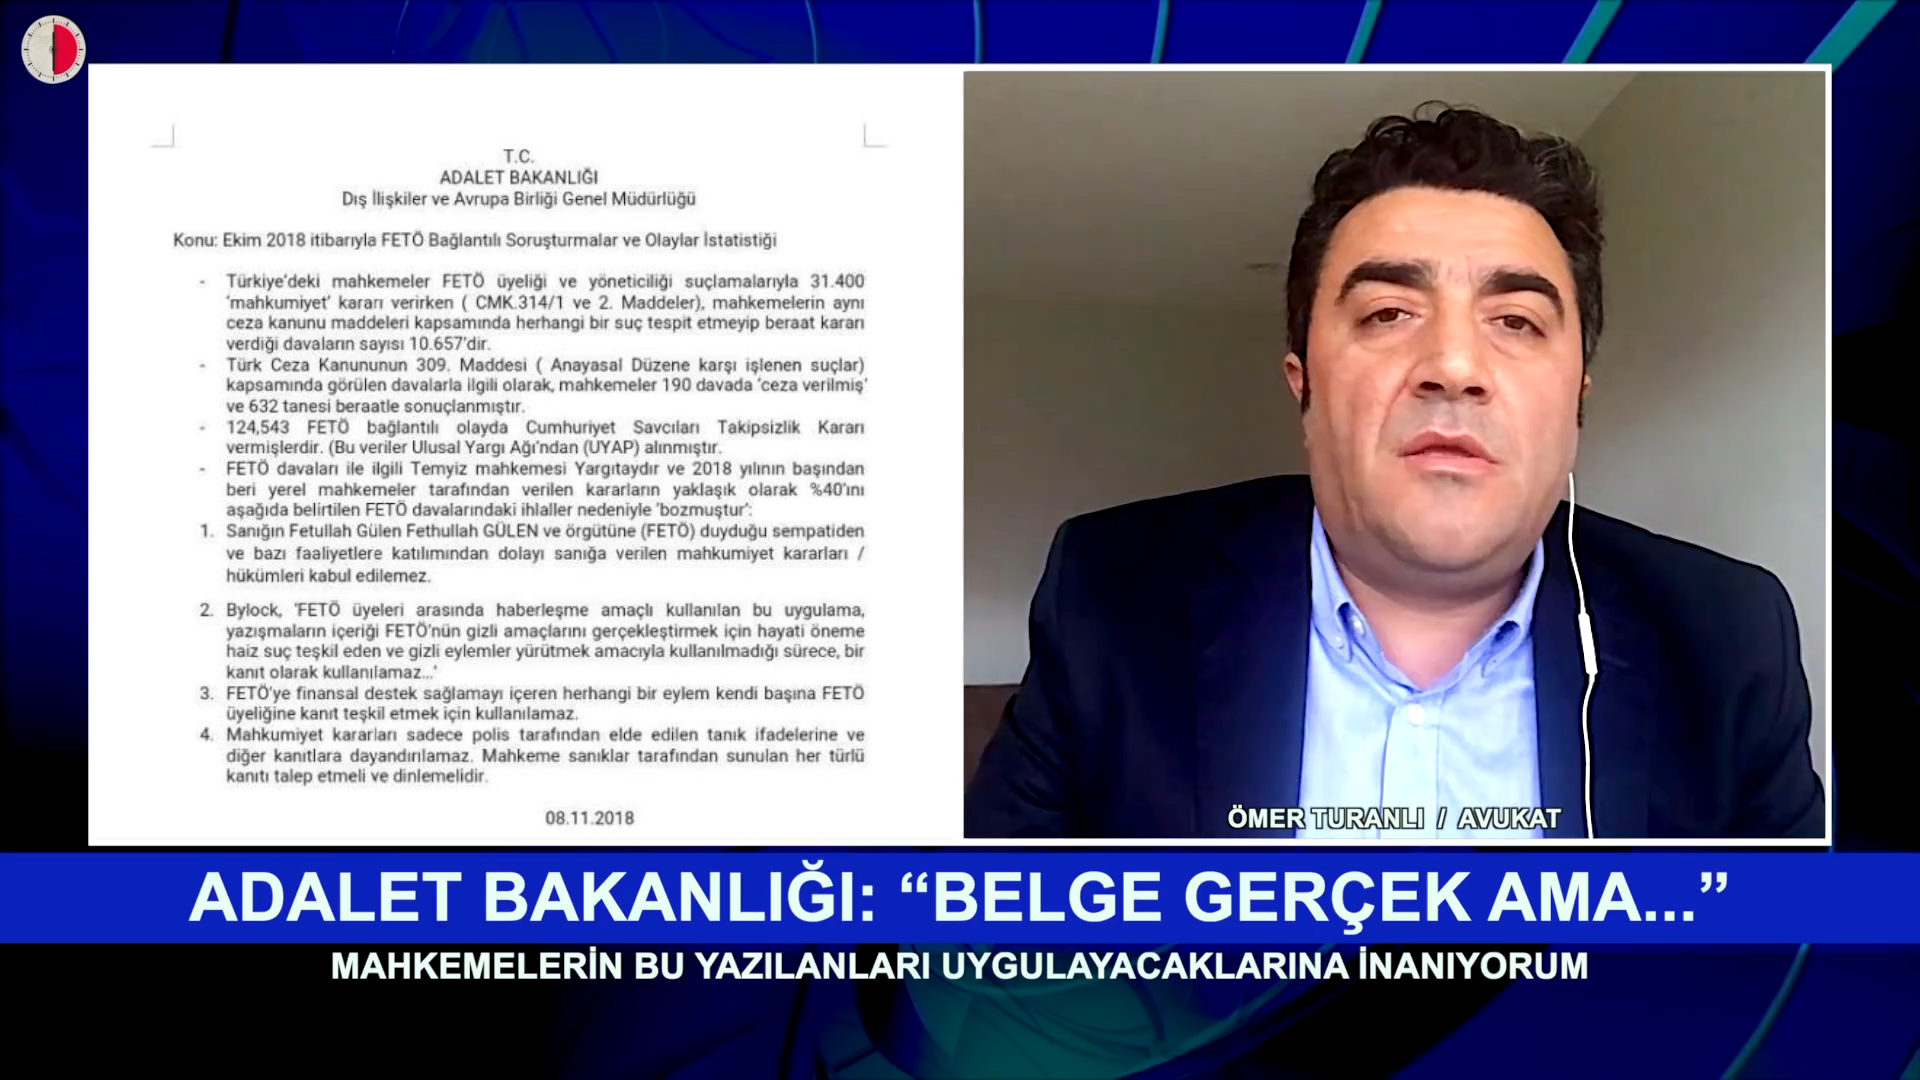 T.C.
ADALET BAKANLIĞI
Dış İlişkiler ve Avrupa Birliği Genel Müdürlüğü
Konu: Ekim 2018 itibarıyla FETÖ Bağlantılı Soruşturmalar ve Olaylar İstatistiği
- Türkiye'deki mahkemeler FETÖ üyeliği ve yöneticiliği suçlamalarıyla 31.400
'mahkumiyet' kararı verirken ( CMK.314/1 ve 2. Maddeler), mahkemelerin aynı
ceza kanunu maddeleri kapsamında herhangi bir suç tespit etmeyip beraat kararı
verdiği davaların sayısı 10.657'dir.
- Türk Ceza Kanununun 309. Maddesi ( Anayasal Düzene karşı işlenen suçlar)
kapsamında görülen davalarla ilgili olarak, mahkemeler 190 davada 'ceza verilmiş'
ve 632 tanesi beraatle sonuçlanmıştır.
- 124,543 FETÖ bağlantılı olayda Cumhuriyet Savcıları Takipsizlik Kararı
vermişlerdir. (Bu veriler Ulusal Yargı Ağı'ndan (UYAP) alınmıştır.
- FETÖ davaları ile ilgili Temyiz mahkemesi Yargıtaydır ve 2018 yılının başından
beri yerel mahkemeler tarafından verilen kararların yaklaşık olarak %40'ını
aşağıda belirtilen FETÖ davalarındaki ihlaller nedeniyle 'bozmuştur':
1. Sanığın Fetullah Gülen Fethullah GÜLEN ve örgütüne (FETÖ) duyduğu sempatiden
ve bazı faaliyetlere katılımından dolayı sanığa verilen mahkumiyet kararları /
hükümleri kabul edilemez.
2. Bylock, 'FETÖ üyeleri arasında haberleşme amaçlı kullanılan bu uygulama,
yazışmaların içeriği FETÖ'nün gizli amaçlarını gerçekleştirmek için hayati öneme
haiz suç teşkil eden ve gizli eylemler yürütmek amacıyla kullanılmadığı sürece, bir
kanıt olarak kullanılamaz...'
3. FETÖ'ye finansal destek sağlamayı içeren herhangi bir eylem kendi başına FETÖ
üyeliğine kanıt teşkil etmek için kullanılamaz.
4. Mahkumiyet kararları sadece polis tarafından elde edilen tanık ifadelerine ve
diğer kanıtlara dayandırılamaz. Mahkeme sanıklar tarafından sunulan her türlü
kanıtı talep etmeli ve dinlemelidir.
08.11.2018
ÖMER TURANLI / AVUKAT
ADALET BAKANLIĞI: “BELGE GERÇEK AMA...”
MAHKEMELERİN BU YAZILANLARI UYGULAYACAKLARINA İNANIYORUM